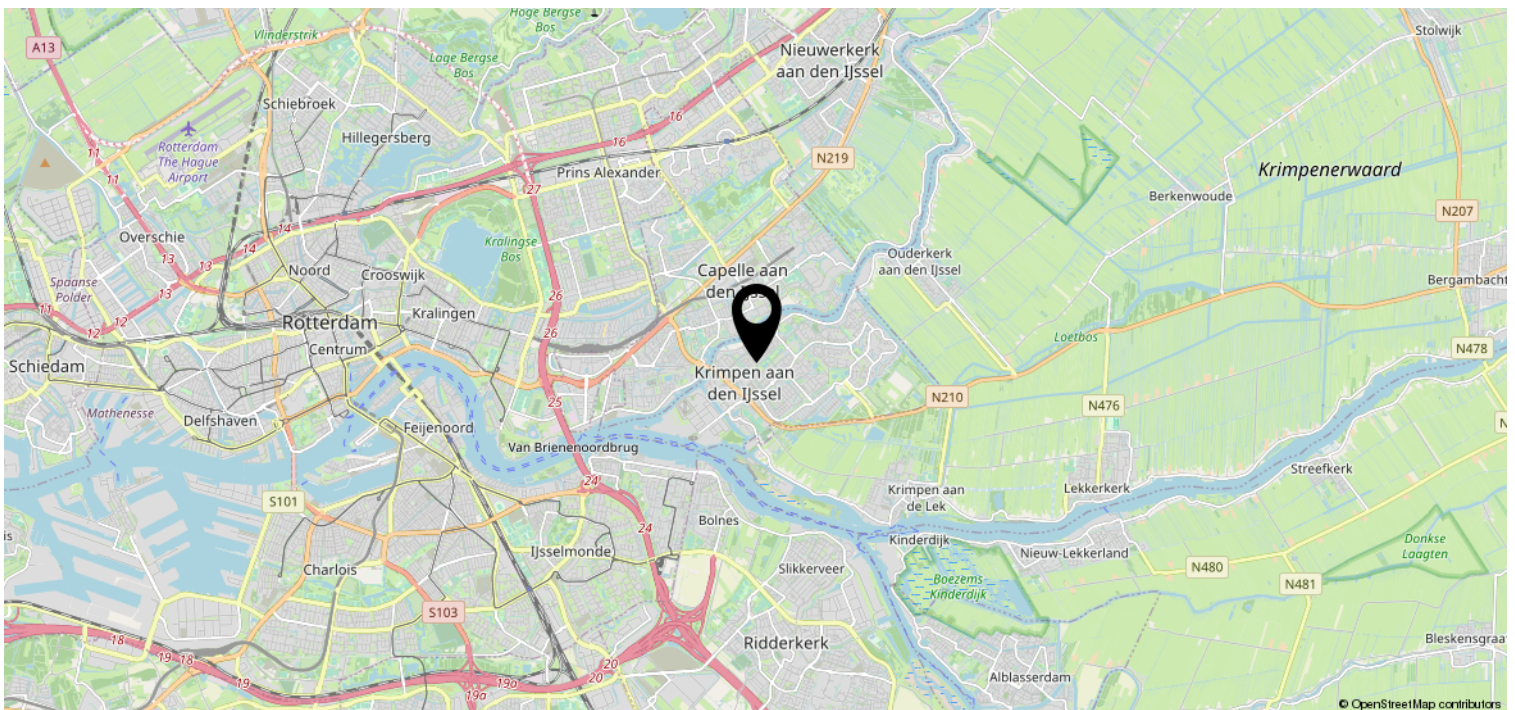 Hoge Bergse
Bos
Stolwijk
Vlinderstrik
A13
Nieuwerkerk
aan den IJssel
Lage Bergse
Bos
Schiebroek
Hillegersberg
16
16
Rotterdam
The Hague
Airport
11
11
N219
Prins Alexander
27
Krimpenerwaard
Berkenwoude
N207
Overschie
14
14
13
13
13
Kralingse
Bos
Ouderkerk
aan den IJssel
Noord
Crooswijk
Capelle aan
den IJssel
Spaanse
Polder
Bergambacht
26
26
11
12
12
Kralingen
Rotterdam
Centrum
Loetbos
N478
Schiedam
Krimpen aan
den IJssel
N210
N476
25
Mathenesse
Delfshaven
Feijenoord
Van Brienenoordbrug
24
24
Streefkerk
Krimpen aan
de Lek
Lekkerkerk
S101
Bolnes
Kinderdijk
Nieuw-Lekkerland
Donkse
Laagten
IJsselmonde
Slikkerveer
Charlois
Boezems
Kinderdijk
N480
N481
S103
18
18
19
19
19a
19a
20
20
Ridderkerk
Bleskensgraa
Alblasserdam
© OpenStreetMap contributors